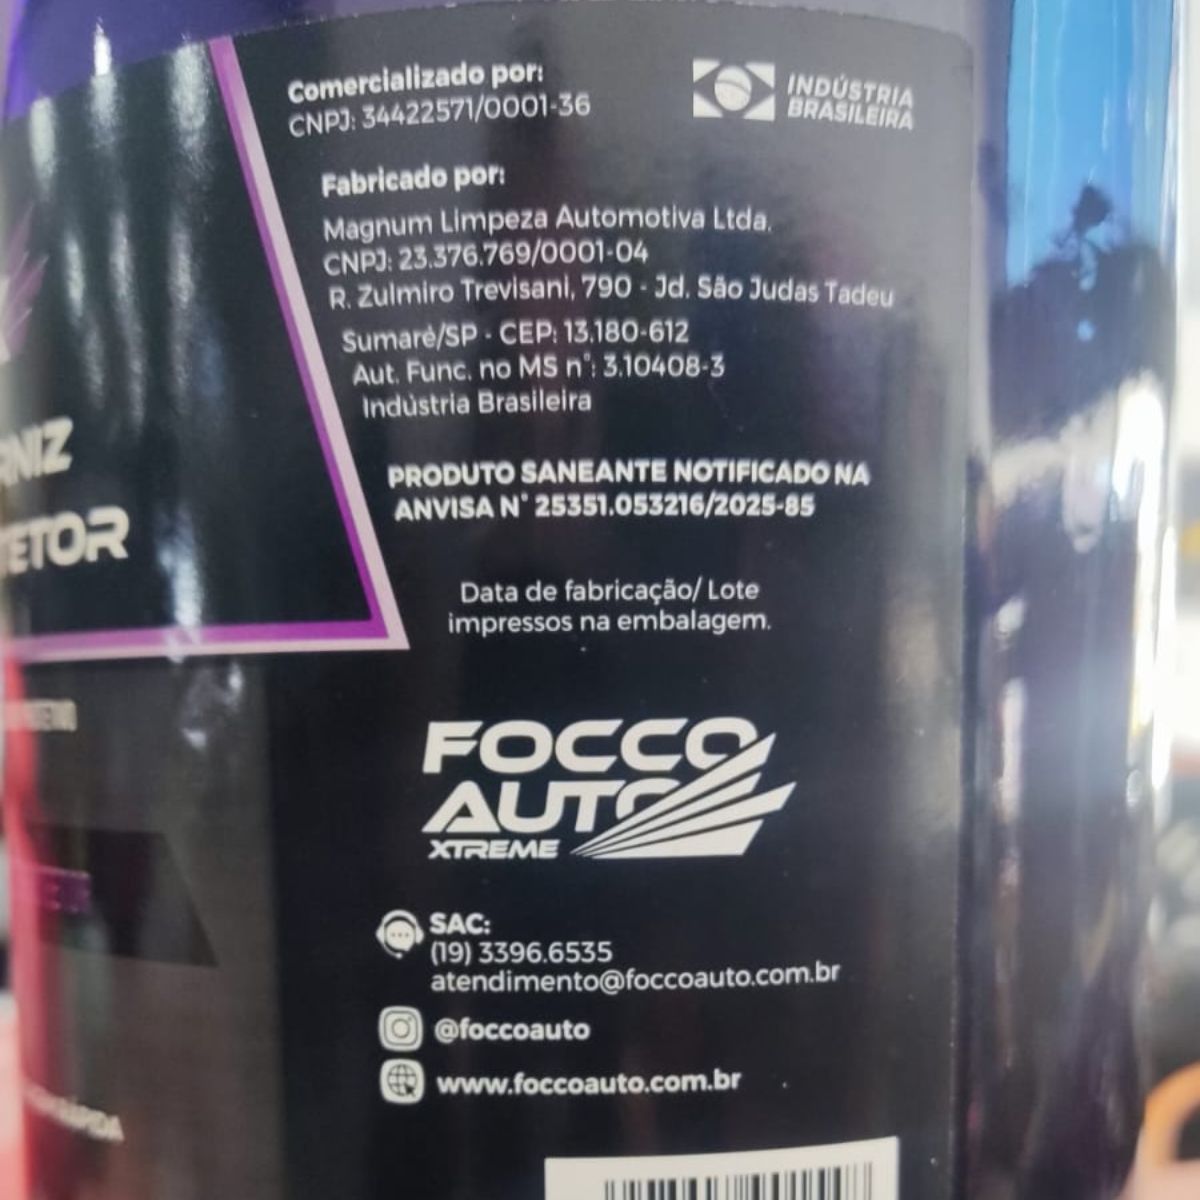 Comercializado por:
CNPJ: 34422571/0001-36
INDÚSTRIA
BRASILEIRA
Fabricado por:
Magnum Limpeza Automotiva Ltda.
CNPJ: 23.376.769/0001-04
R. Zulmiro Trevisani, 790 - Jd. São Judas Tadeu
Sumaré/SP - CEP: 13.180-612
Aut. Func. no MS n°: 3.10408-3
Indústria Brasileira
PRODUTO SANEANTE NOTIFICADO NA
ANVISA N° 25351.053216/2025-85
Data de fabricação/ Lote
impressos na embalagem.
FOCCO
AUTO
XTREME
SAC:
(19) 3396.6535
atendimento@foccoauto.com.br
@foccoauto
www.foccoauto.com.br